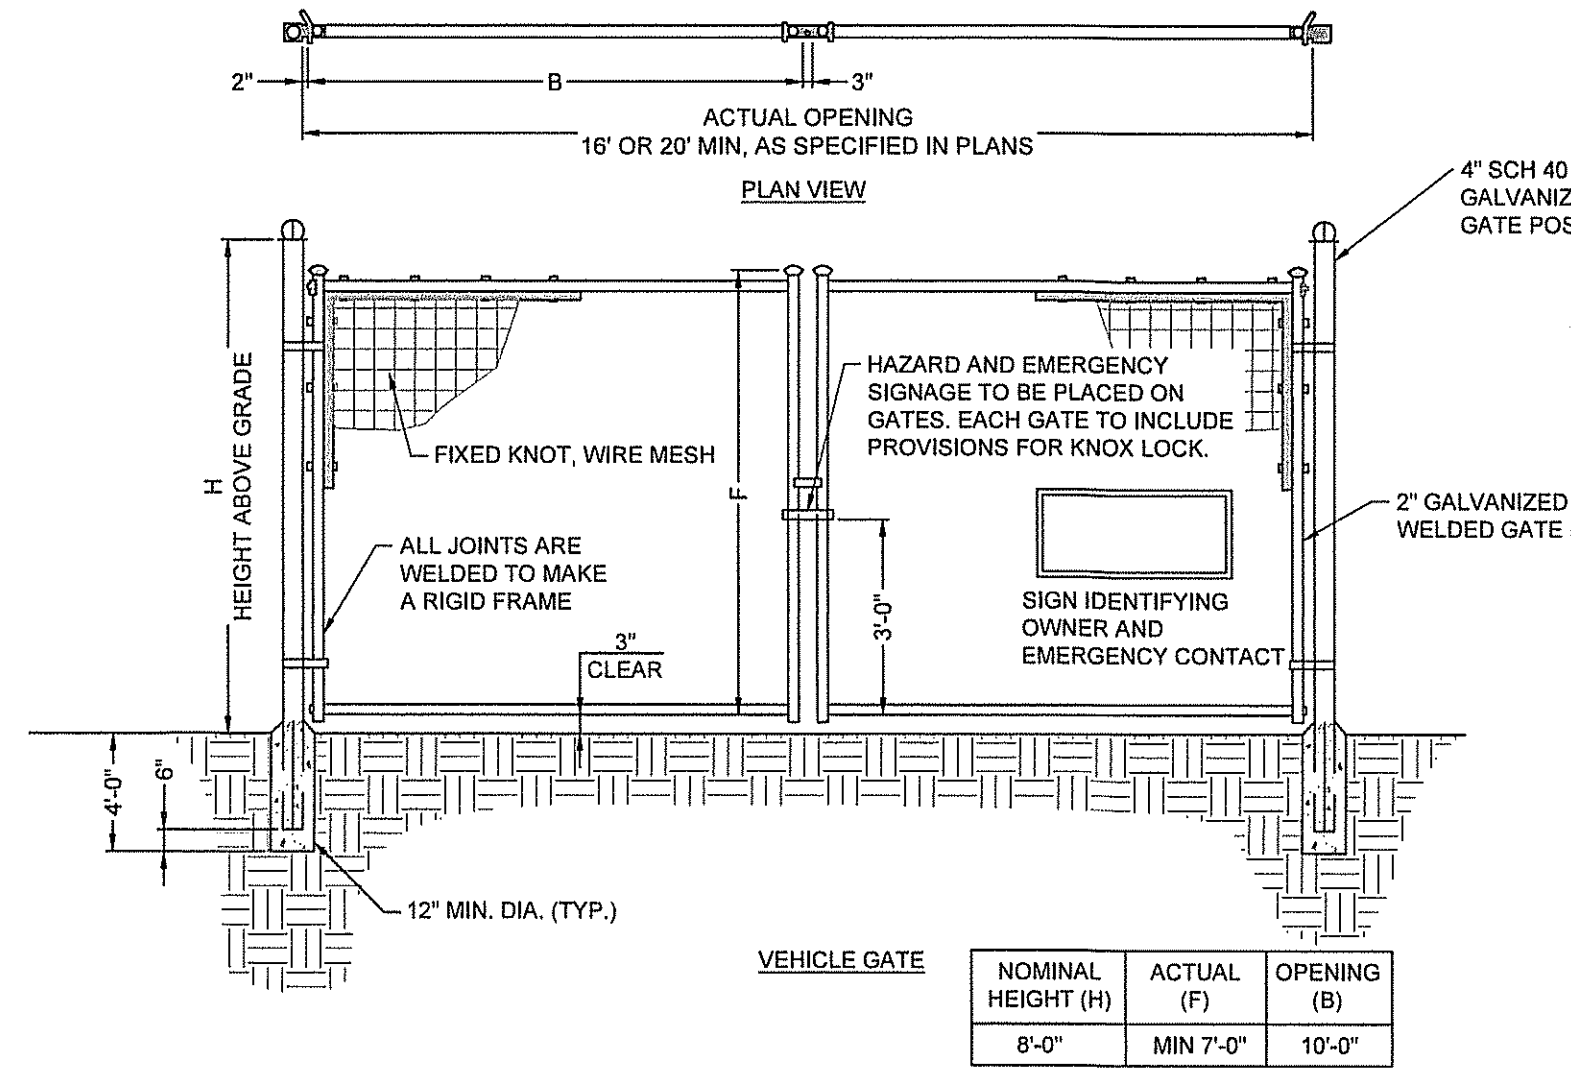 2"
B
3"
ACTUAL OPENING
16' OR 20' MIN, AS SPECIFIED IN PLANS
PLAN VIEW
4" SCH 40
GALVANIZ
GATE POS
H
HEIGHT ABOVE GRADE
HAZARD AND EMERGENCY
SIGNAGE TO BE PLACED ON
GATES. EACH GATE TO INCLUDE
PROVISIONS FOR KNOX LOCK.
FIXED KNOT, WIRE MESH
F
2" GALVANIZED
WELDED GATE
ALL JOINTS ARE
WELDED TO MAKE
A RIGID FRAME
3'-0"
SIGN IDENTIFYING
OWNER AND
EMERGENCY CONTACT
3"
CLEAR
4'-0"
6"
12" MIN. DIA. (TYP.)
VEHICLE GATE
NOMINAL HEIGHT (H)
ACTUAL (F)
OPENING (B)
8'-0"
MIN 7'-0"
10'-0"